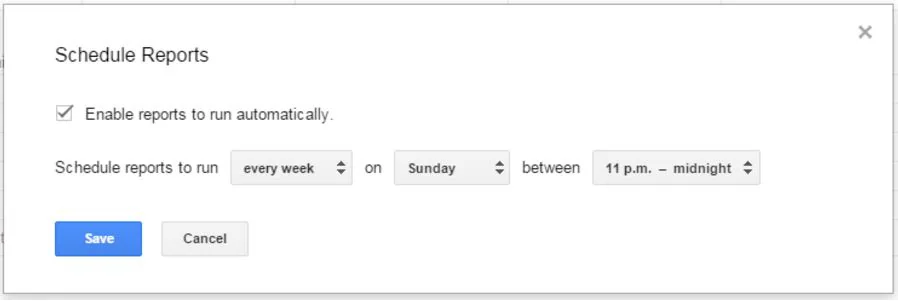 Schedule Reports
Enable reports to run automatically.
Schedule reports to run every week on Sunday between 11 p.m. – midnight
Save Cancel